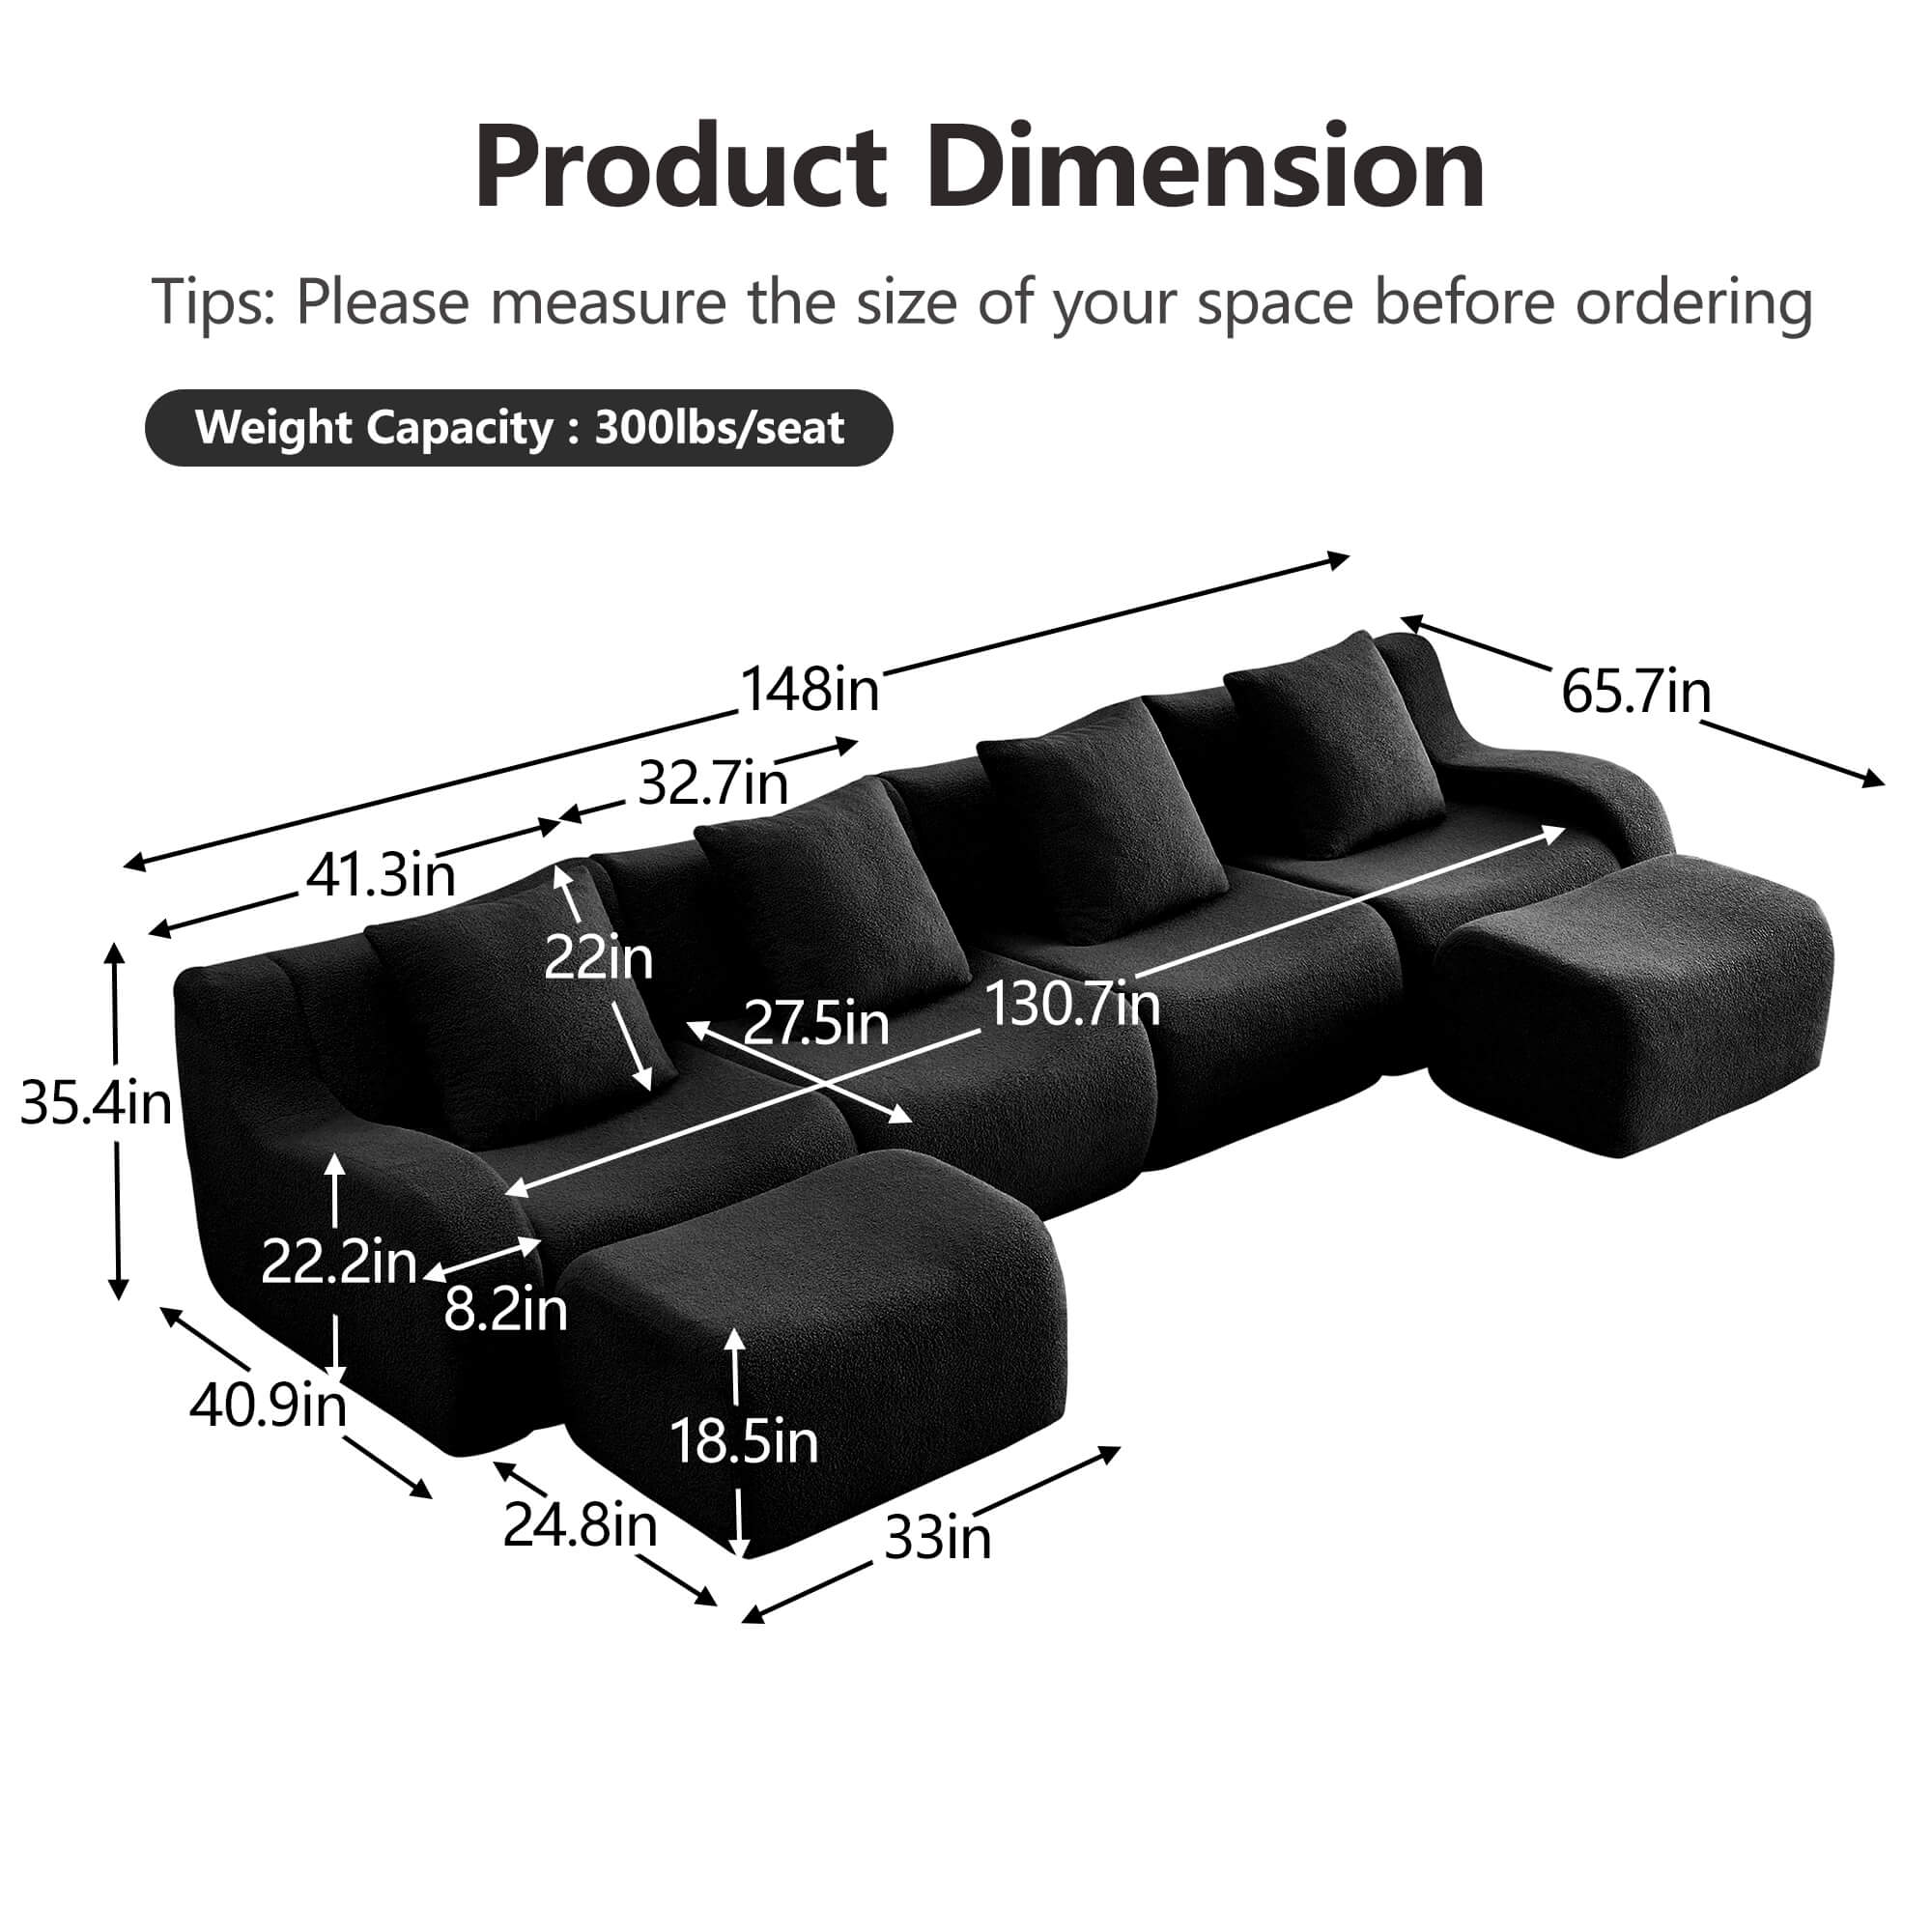 Product Dimension
Tips: Please measure the size of your space before ordering
Weight Capacity : 300lbs/seat
148in
65.7in
32.7in
41.3in
22in
27.5in
130.7in
35.4in
22.2in
8.2in
40.9in
18.5in
24.8in
33in